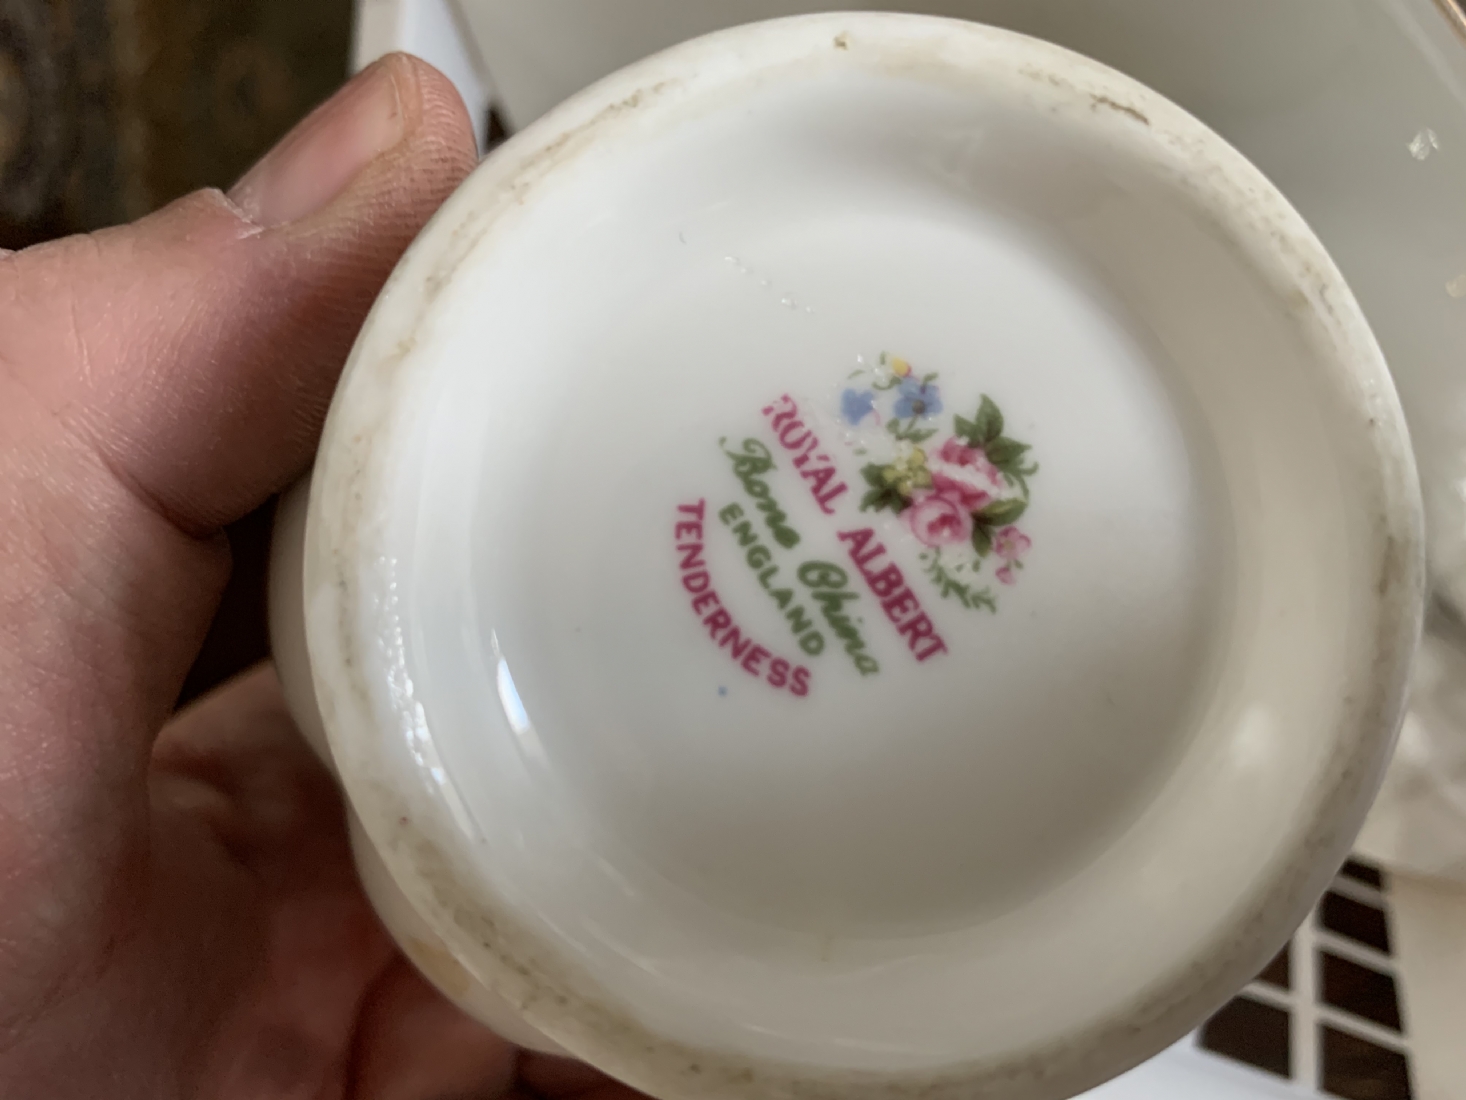 ROYAL ALBERT
Bone China
ENGLAND
TENDERNESS